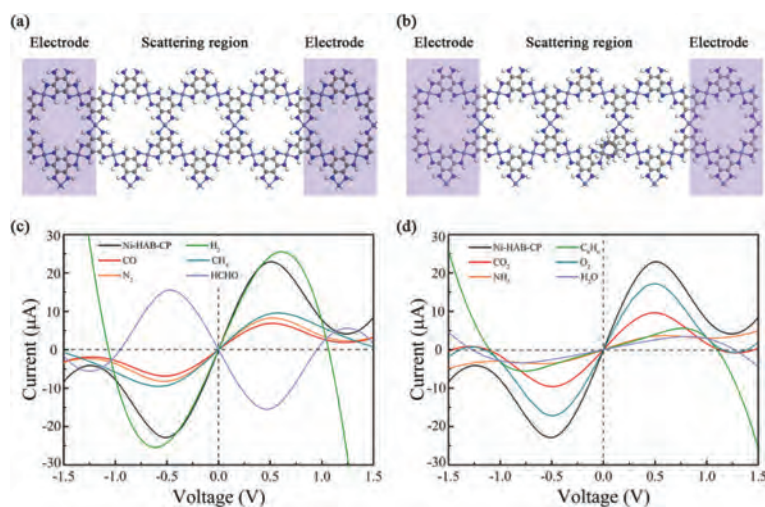 (a)
Electrode Scattering region Electrode
(b)
Electrode Scattering region Electrode
(c)
30
20
10
0
-10
-20
-30
Current (μA)
Ni-HAB-CP
CO
N₂
H₂
CH₄
HCHO
-1.5 -1.0 -0.5 0.0 0.5 1.0 1.5
Voltage (V)
(d)
30
20
10
0
-10
-20
-30
Current (μA)
Ni-HAB-CP
CO₂
NH₃
C₆H₆
O₂
H₂O
-1.5 -1.0 -0.5 0.0 0.5 1.0 1.5
Voltage (V)